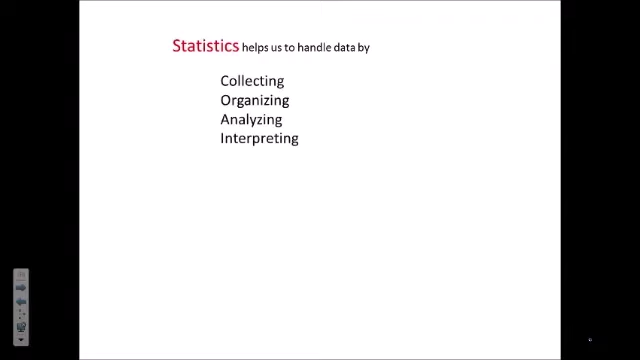 Statistics helps us to handle data by
Collecting
Organizing
Analyzing
Interpreting